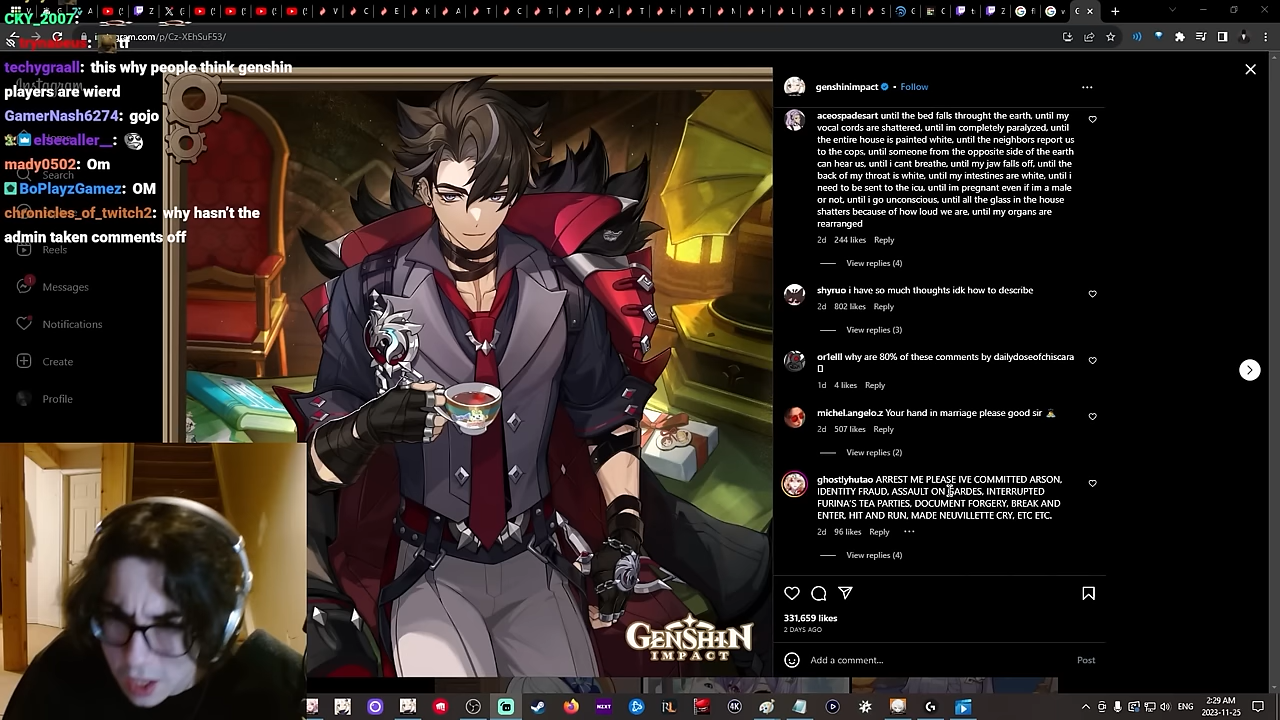 CKY_2007:
instagram.com/p/Cz-XEhSuF53/
trynaseus: tf
techygraall: this why people think genshin
players are wierd
Instagram
GamerNash6274: gojo
elsecaller__:
mady0502: Om
Search
BoPlayzGamez: OM
chronicles_of_twitch2: why hasn't the
admin taken comments off
Reels
Messages
1
Notifications
Create
Profile
GENSHIN
IMPACT
genshinimpact • Follow
aceospadesart until the bed falls throught the earth, until my
vocal cords are shattered, until im completely paralyzed, until
the entire house is painted white, until the neighbors report us
to the cops, until someone from the opposite side of the earth
can hear us, until i cant breathe, until my jaw falls off, until the
back of my throat is white, until my intestines are white, until i
need to be sent to the icu, until im pregnant even if im a male
or not, until i go unconscious, until all the glass in the house
shatters because of how loud we are, until my organs are
rearranged
2d 244 likes Reply
View replies (4)
shyruo i have so much thoughts idk how to describe
2d 802 likes Reply
View replies (3)
or1elll why are 80% of these comments by dailydoseofchiscara
1d 4 likes Reply
michel.angelo.z Your hand in marriage please good sir
2d 507 likes Reply
View replies (2)
ghostlyhutao ARREST ME PLEASE IVE COMMITTED ARSON,
IDENTITY FRAUD, ASSAULT ON GARDES, INTERRUPTED
FURINA'S TEA PARTIES, DOCUMENT FORGERY, BREAK AND
ENTER, HIT AND RUN, MADE NEUVILLETTE CRY, ETC ETC.
2d 96 likes Reply
View replies (4)
331,659 likes
2 DAYS AGO
Add a comment...
Post
ENG
2:29 AM
2023-11-25